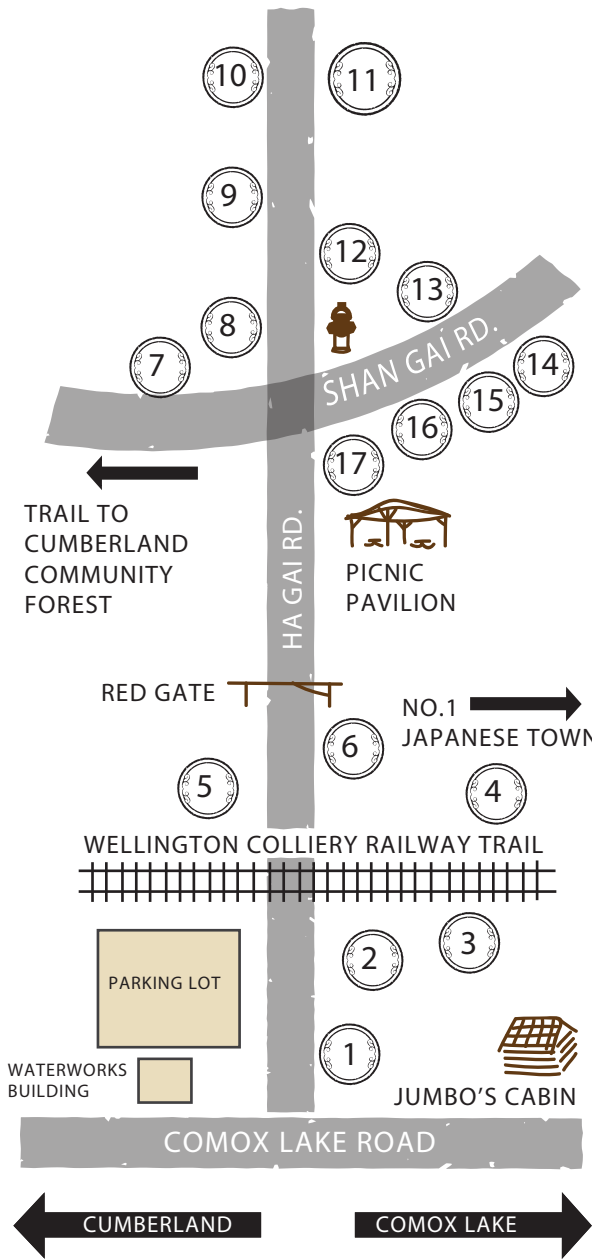 10
11
9
12
13
8
7
SHAN GAI RD.
14
15
16
17
TRAIL TO
CUMBERLAND
COMMUNITY
FOREST
HA GAI RD.
PICNIC
PAVILION
RED GATE
NO.1
JAPANESE TOWN
6
5
4
WELLINGTON COLLIERY RAILWAY TRAIL
3
2
PARKING LOT
1
WATERWORKS
BUILDING
JUMBO'S CABIN
COMOX LAKE ROAD
CUMBERLAND
COMOX LAKE